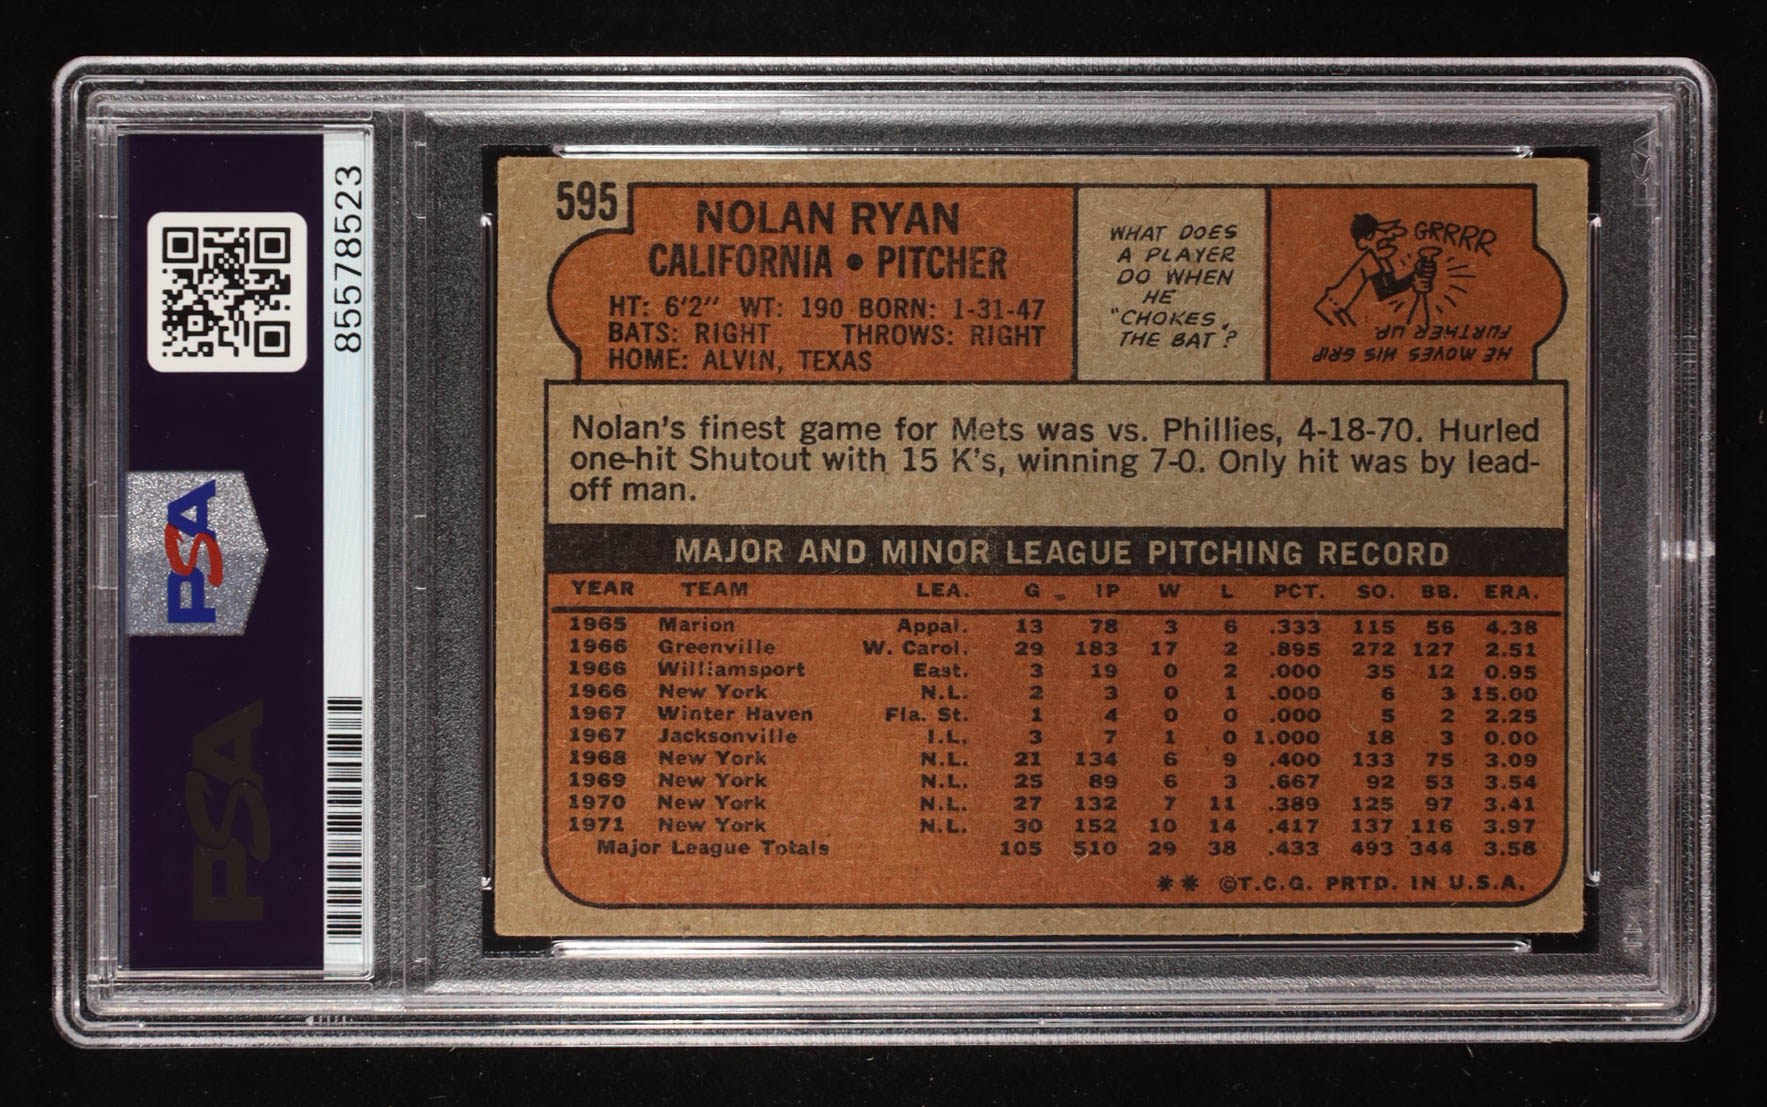 85578523
PSA
PSA
595
NOLAN RYAN
CALIFORNIA • PITCHER
HT: 6'2" WT: 190 BORN: 1-31-47
BATS: RIGHT THROWS: RIGHT
HOME: ALVIN, TEXAS
WHAT DOES
A PLAYER
DO WHEN
HE
"CHOKES"
THE BAT?
GRRRR
HE MOVES HIS GRIP
FURTHER UP
Nolan's finest game for Mets was vs. Phillies, 4-18-70. Hurled
one-hit Shutout with 15 K's, winning 7-0. Only hit was by lead-
off man.
MAJOR AND MINOR LEAGUE PITCHING RECORD
YEAR TEAM LEA. G IP W L PCT. SO. BB. ERA.
1965 Marion Appal. 13 78 3 6 .333 115 56 4.38
1966 Greenville W. Carol. 29 183 17 2 .895 272 127 2.51
1966 Williamsport East. 3 19 0 2 .000 35 12 0.95
1966 New York N.L. 2 3 0 1 .000 6 3 15.00
1967 Winter Haven Fla. St. 1 4 0 0 .000 5 2 2.25
1967 Jacksonville I.L. 3 7 1 0 1.000 18 3 0.00
1968 New York N.L. 21 134 6 9 .400 133 75 3.09
1969 New York N.L. 25 89 6 3 .667 92 53 3.54
1970 New York N.L. 27 132 7 11 .389 125 97 3.41
1971 New York N.L. 30 152 10 14 .417 137 116 3.97
Major League Totals 105 510 29 38 .433 493 344 3.58
** ©T.C.G. PRTD. IN U.S.A.
PSA